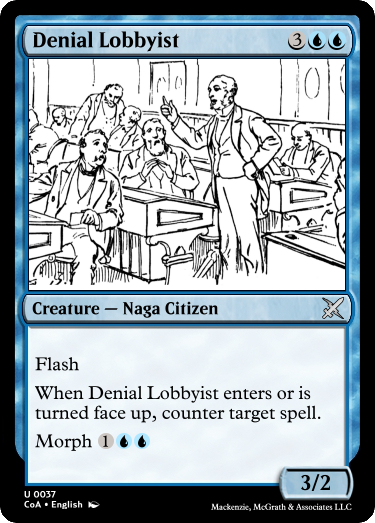 Denial Lobbyist 3
Creature — Naga Citizen
Flash
When Denial Lobbyist enters or is
turned face up, counter target spell.
Morph 1
3/2
U 0037
CoA • English
Mackenzie, McGrath & Associates LLC